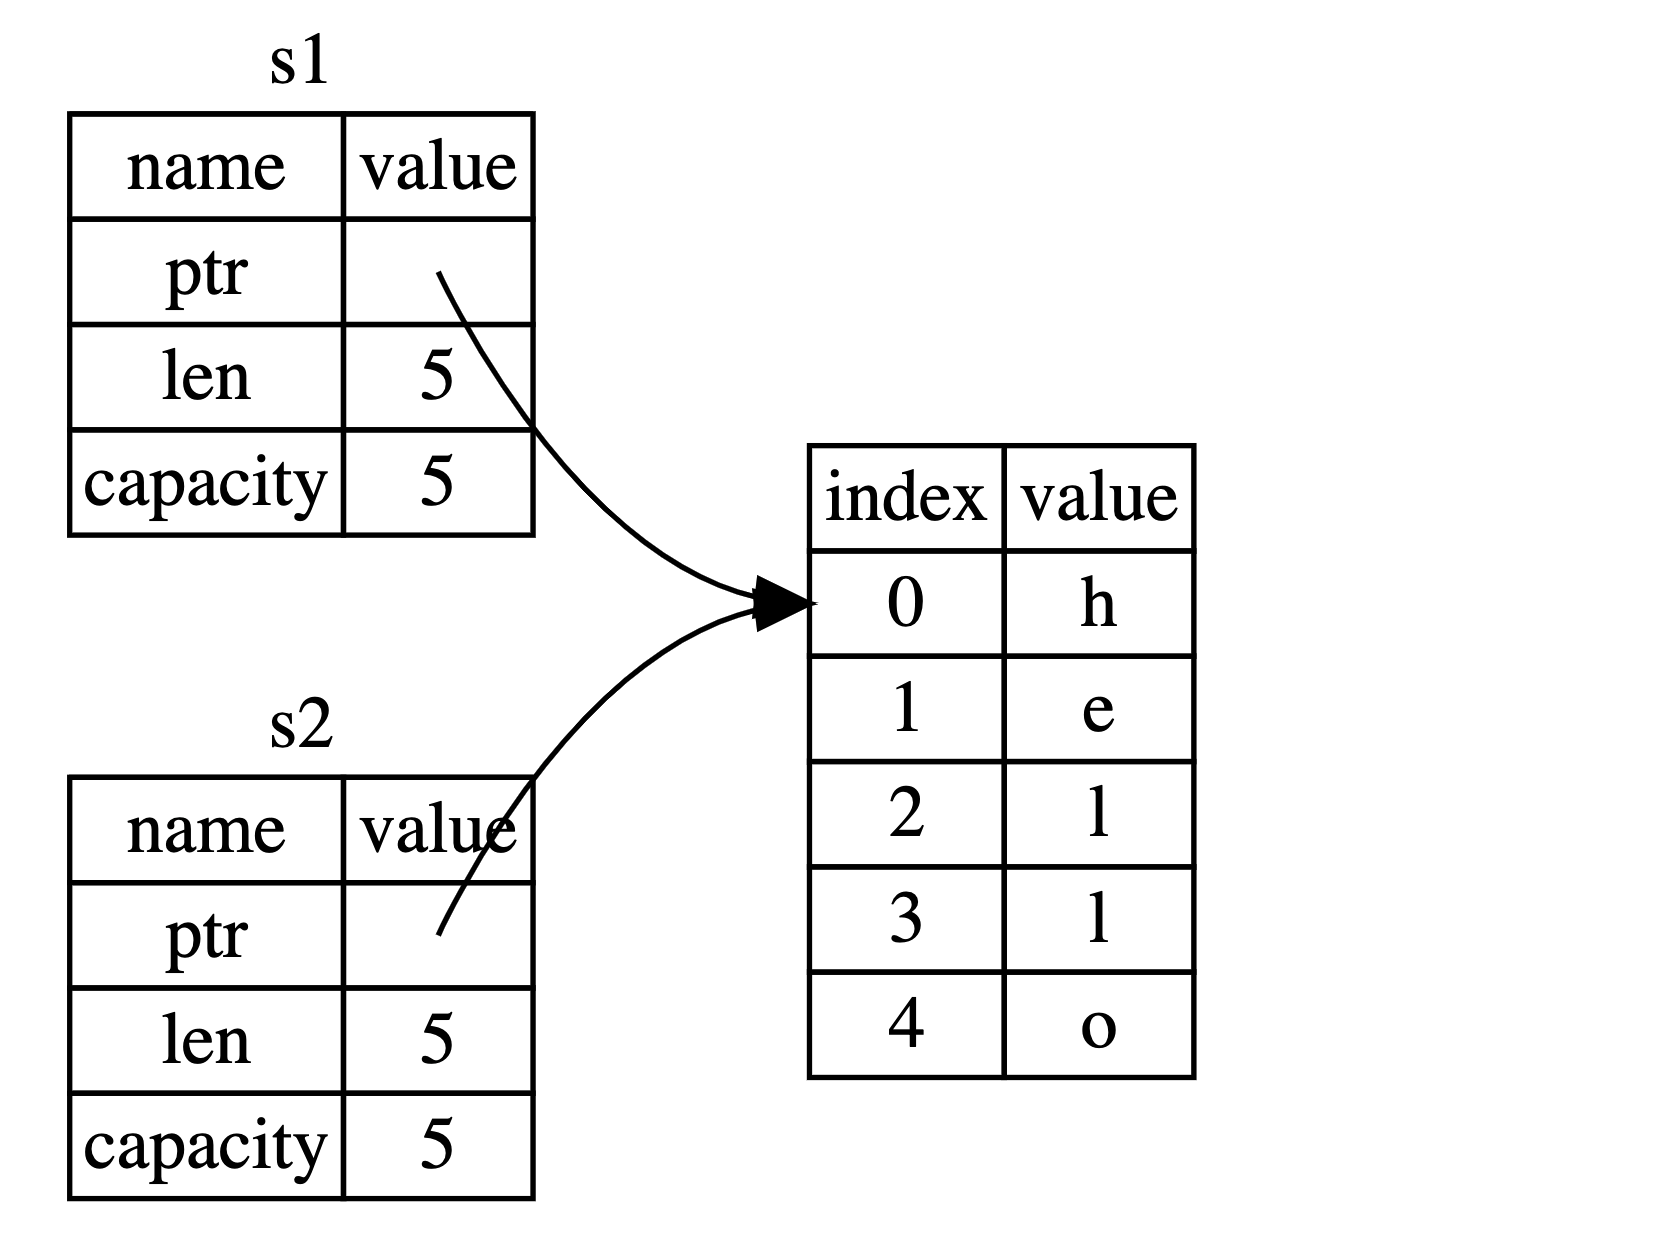 s1
name value
ptr
len 5
capacity 5
s2
name value
ptr
len 5
capacity 5
index value
0 h
1 e
2 l
3 l
4 o